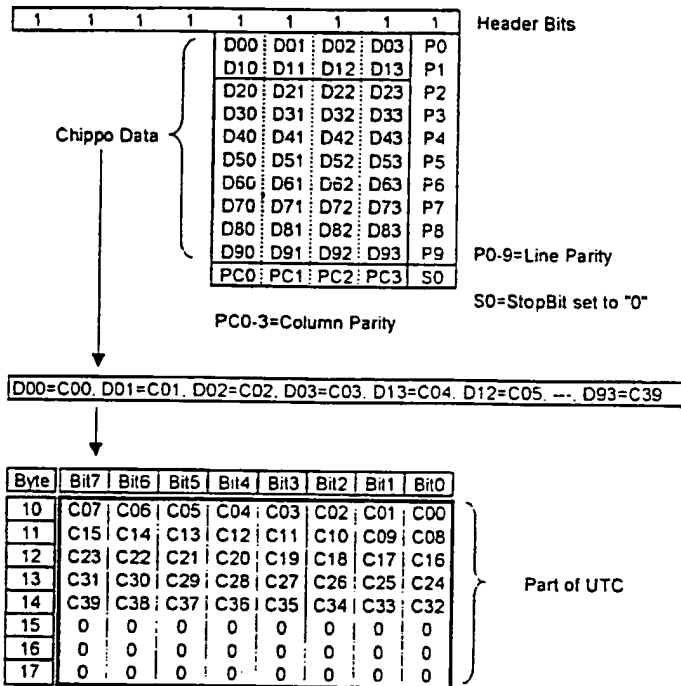 1 1 1 1 1 1 1 1 1 Header Bits
D00 D01 D02 D03 P0
D10 D11 D12 D13 P1
D20 D21 D22 D23 P2
D30 D31 D32 D33 P3
Chippo Data D40 D41 D42 D43 P4
D50 D51 D52 D53 P5
D60 D61 D62 D63 P6
D70 D71 D72 D73 P7
D80 D81 D82 D83 P8
D90 D91 D92 D93 P9 P0-9=Line Parity
PC0 PC1 PC2 PC3 S0
S0=StopBit set to "0"
PC0-3=Column Parity
D00=C00. D01=C01. D02=C02. D03=C03. D13=C04. D12=C05. ---. D93=C39
Byte Bit7 Bit6 Bit5 Bit4 Bit3 Bit2 Bit1 Bit0
10 C07 C06 C05 C04 C03 C02 C01 C00
11 C15 C14 C13 C12 C11 C10 C09 C08
12 C23 C22 C21 C20 C19 C18 C17 C16
13 C31 C30 C29 C28 C27 C26 C25 C24 Part of UTC
14 C39 C38 C37 C36 C35 C34 C33 C32
15 0 0 0 0 0 0 0 0
16 0 0 0 0 0 0 0 0
17 0 0 0 0 0 0 0 0